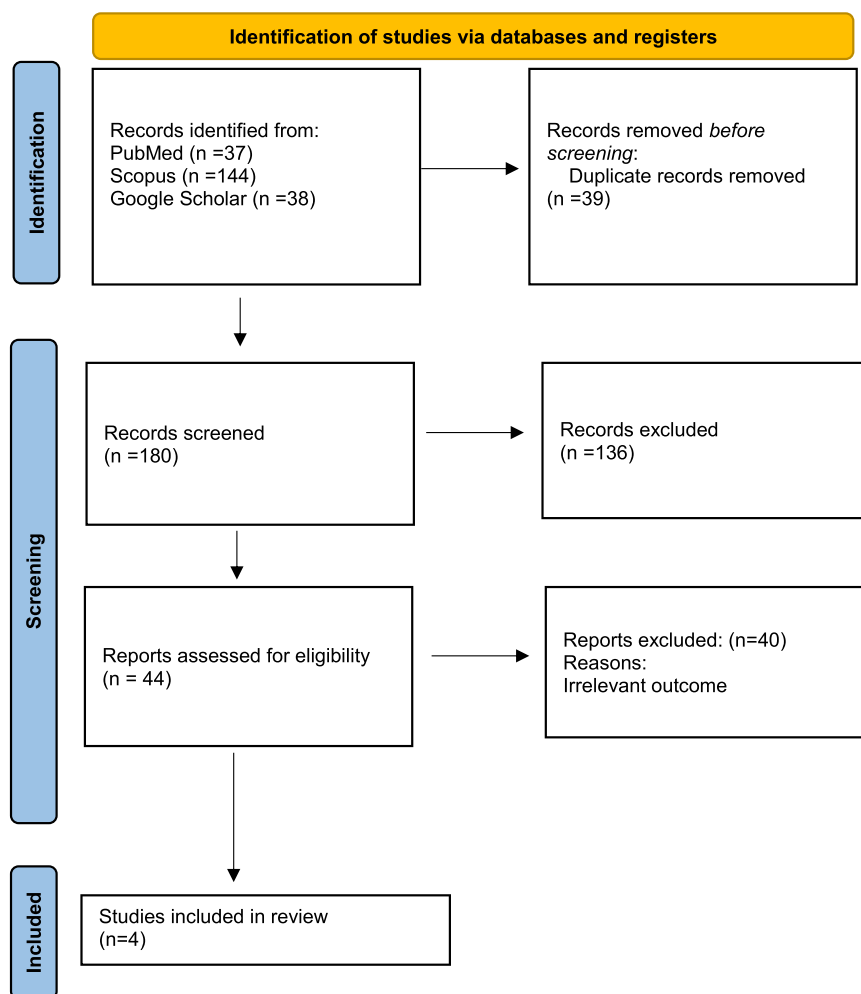 Identification of studies via databases and registers
Identification
Records identified from:
PubMed (n =37)
Scopus (n =144)
Google Scholar (n =38)
Records removed before
screening:
Duplicate records removed
(n =39)
Screening
Records screened
(n =180)
Records excluded
(n =136)
Reports assessed for eligibility
(n = 44)
Reports excluded: (n=40)
Reasons:
Irrelevant outcome
Included
Studies included in review
(n=4)